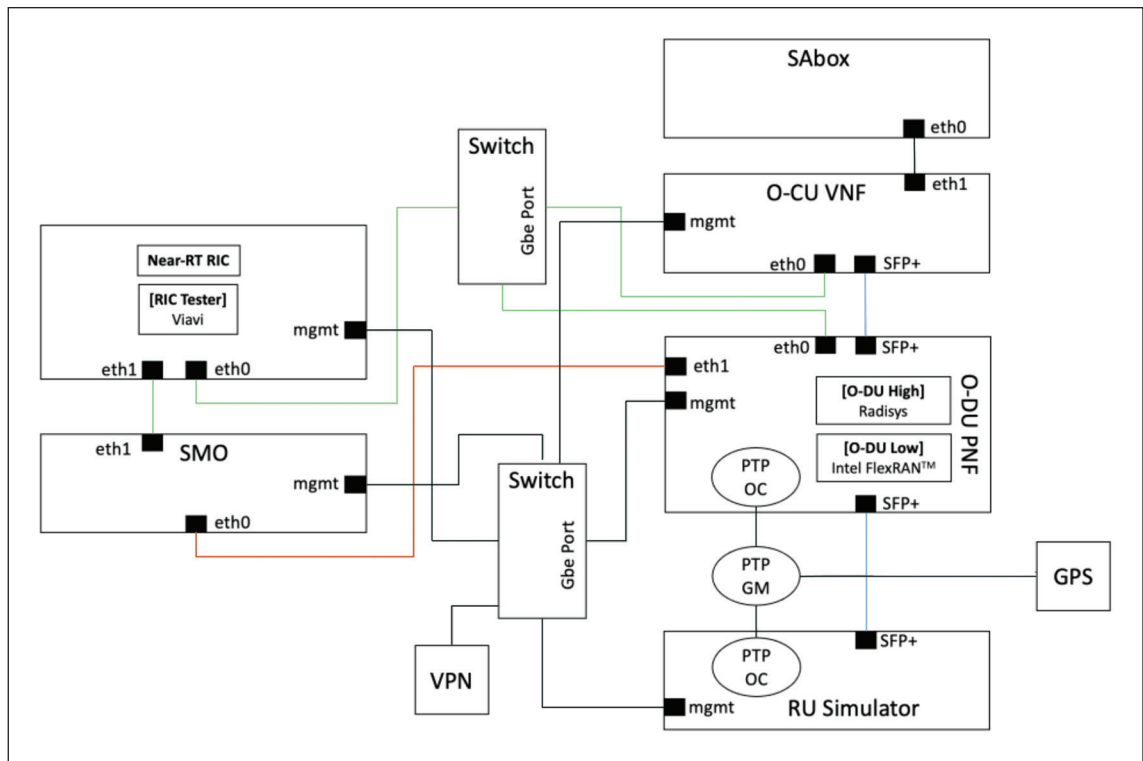 SAbox
eth0
Switch
Gbe Port
eth1
O-CU VNF
mgmt
eth0
SFP+
Near-RT RIC
[RIC Tester]
Viavi
mgmt
eth1
eth0
eth0
SFP+
eth1
mgmt
[O-DU High]
Radisys
[O-DU Low]
Intel FlexRAN™
O-DU PNF
PTP
OC
SFP+
eth1
SMO
mgmt
eth0
Switch
Gbe Port
PTP
GM
GPS
VPN
PTP
OC
SFP+
mgmt
RU Simulator